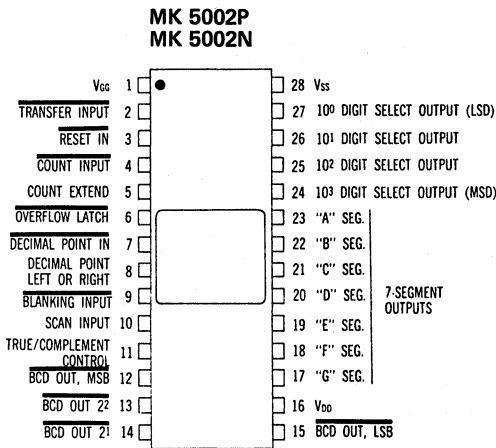 MK 5002P
MK 5002N
VGG 1
TRANSFER INPUT 2
RESET IN 3
COUNT INPUT 4
COUNT EXTEND 5
OVERFLOW LATCH 6
DECIMAL POINT IN 7
DECIMAL POINT
LEFT OR RIGHT 8
BLANKING INPUT 9
SCAN INPUT 10
TRUE/COMPLEMENT
CONTROL 11
BCD OUT, MSB 12
BCD OUT 2² 13
BCD OUT 2¹ 14
28 VSS
27 10⁰ DIGIT SELECT OUTPUT (LSD)
26 10¹ DIGIT SELECT OUTPUT
25 10² DIGIT SELECT OUTPUT
24 10³ DIGIT SELECT OUTPUT (MSD)
23 "A" SEG.
22 "B" SEG.
21 "C" SEG.
20 "D" SEG.
19 "E" SEG.
18 "F" SEG.
17 "G" SEG.
7-SEGMENT
OUTPUTS
16 VDD
15 BCD OUT, LSB